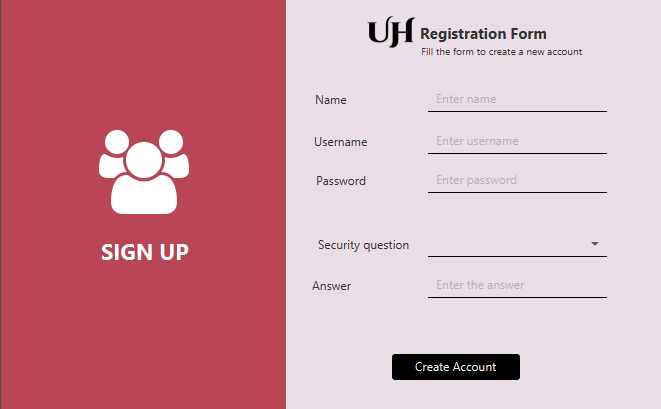 SIGN UP
UH Registration Form
Fill the form to create a new account
Name Enter name
Username Enter username
Password Enter password
Security question
Answer Enter the answer
Create Account